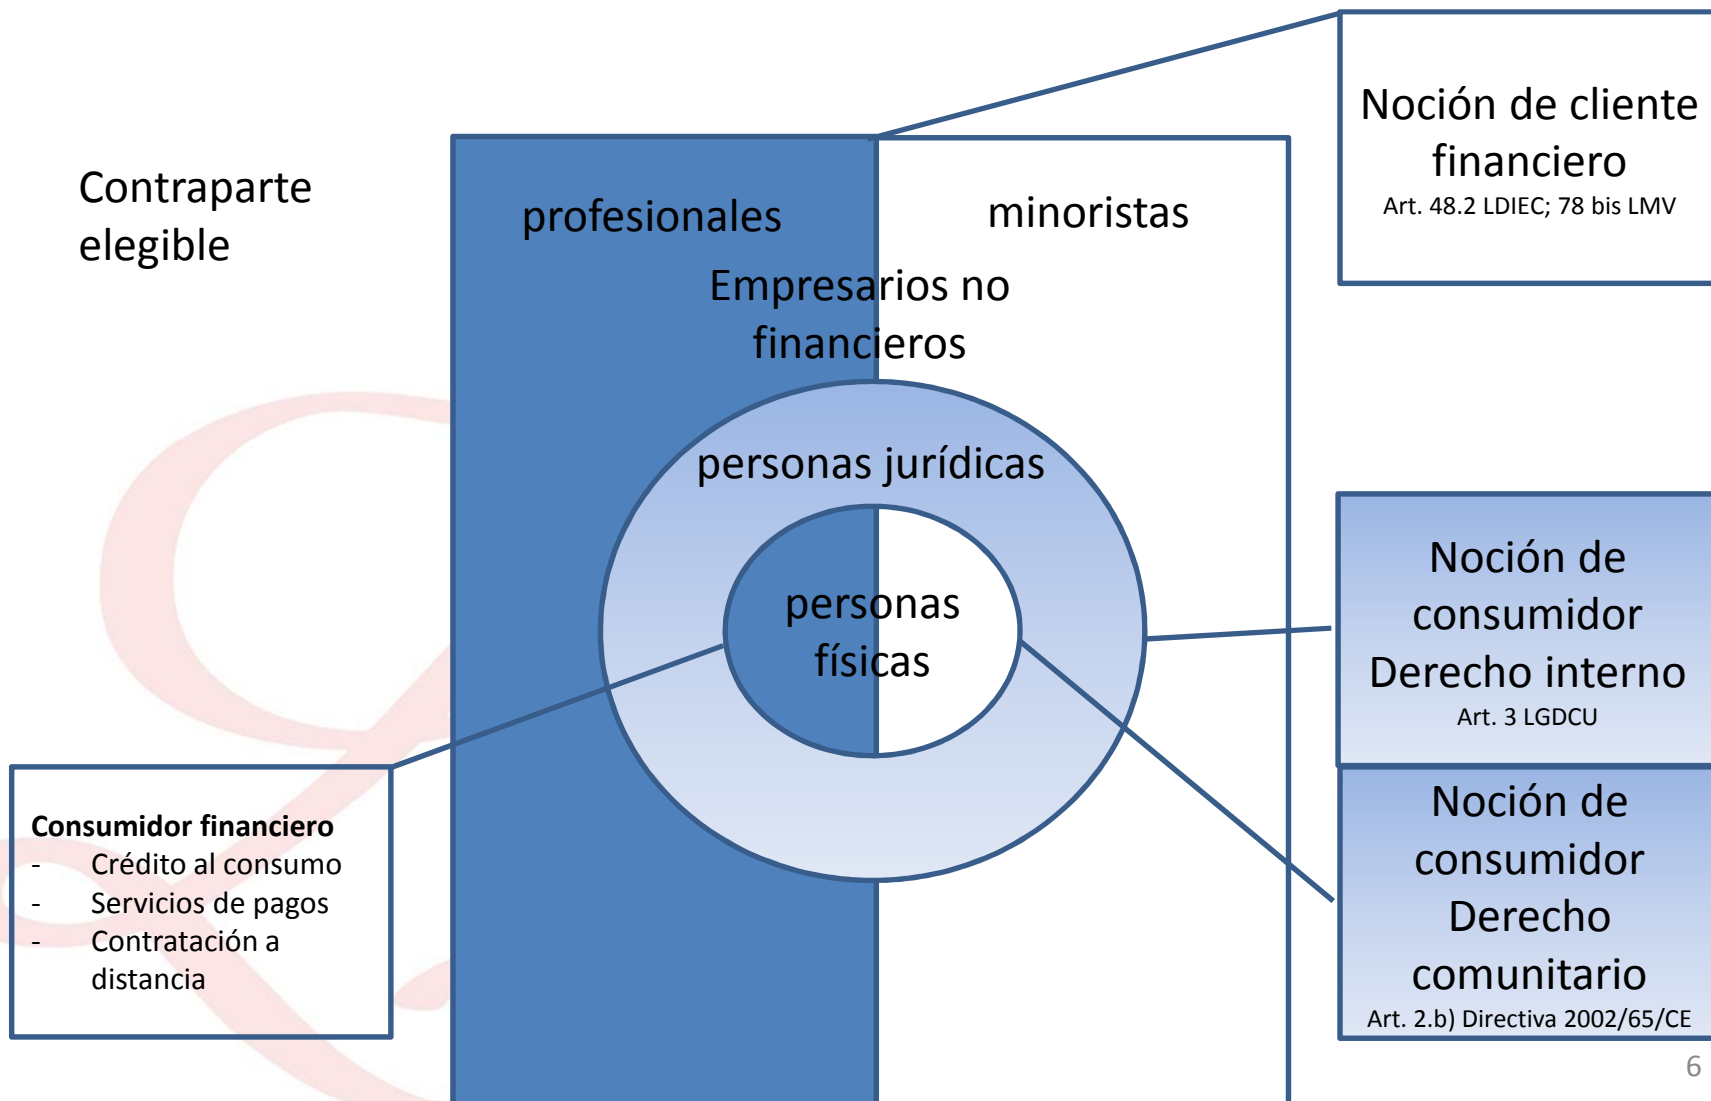 Contraparte
elegible
profesionales
minoristas
Empresarios no
financieros
personas jurídicas
personas
físicas
Noción de cliente
financiero
Art. 48.2 LDIEC; 78 bis LMV
Noción de
consumidor
Derecho interno
Art. 3 LGDCU
Noción de
consumidor
Derecho
comunitario
Art. 2.b) Directiva 2002/65/CE
Consumidor financiero
- Crédito al consumo
- Servicios de pagos
- Contratación a
distancia
6